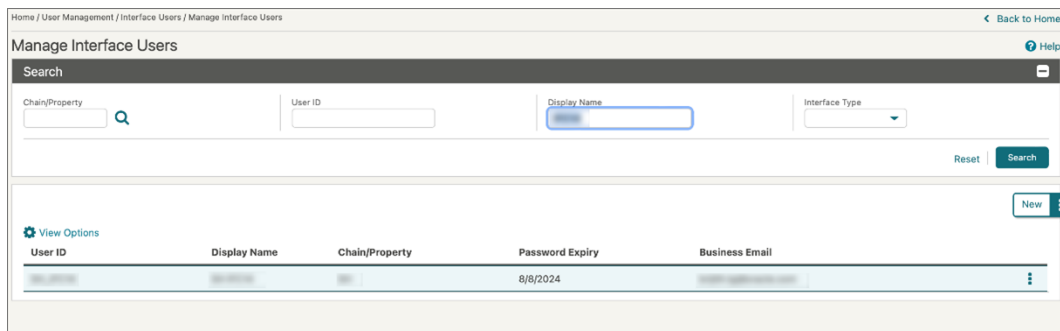 Home / User Management / Interface Users / Manage Interface Users
Back to Home
Manage Interface Users
Help
Search
Chain/Property
User ID
Display Name
Interface Type
Reset
Search
New
View Options
User ID Display Name Chain/Property Password Expiry Business Email
8/8/2024